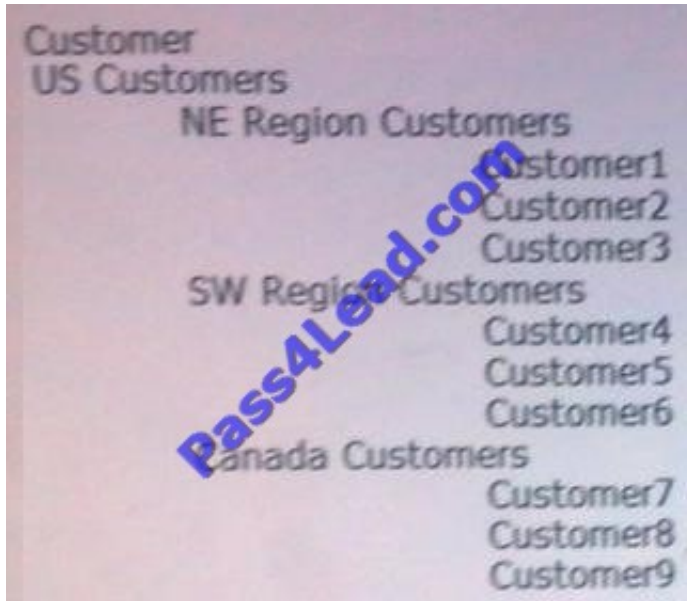 Customer
US Customers
NE Region Customers
Customer1
Customer2
Customer3
SW Region Customers
Customer4
Customer5
Customer6
Canada Customers
Customer7
Customer8
Customer9
Pass4Lead.com